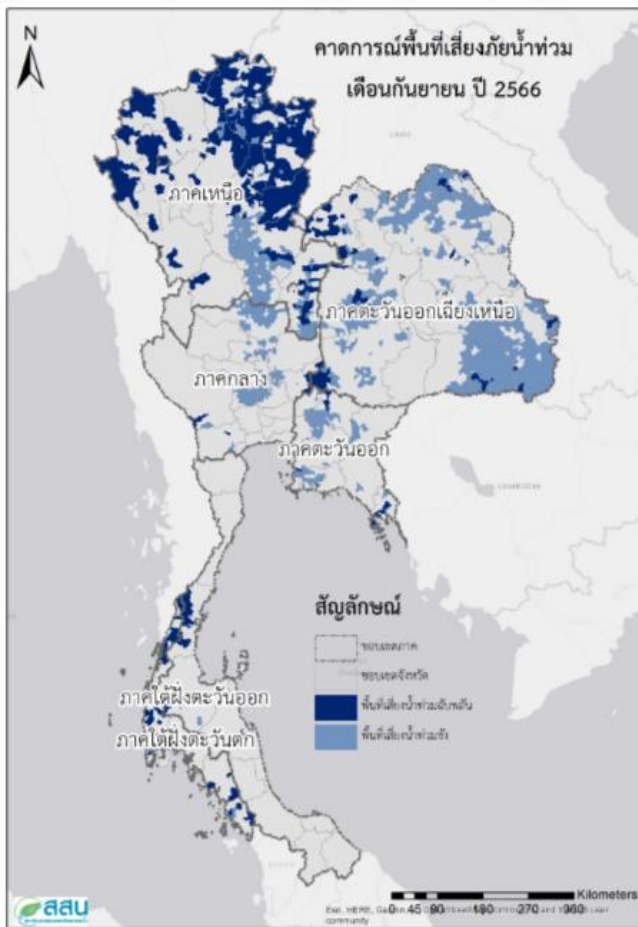 N
คาดการณ์พื้นที่เสี่ยงภัยน้ำท่วม
เดือนกันยายน ปี 2566
ภาคเหนือ
ภาคตะวันออกเฉียงเหนือ
ภาคกลาง
ภาคตะวันออก
CAMBODIA
สัญลักษณ์
ขอบเขตภาค
ขอบเขตจังหวัด
พื้นที่เสี่ยงน้ำท่วมฉับพลัน
พื้นที่เสี่ยงน้ำท่วมขัง
ภาคใต้ฝั่งตะวันออก
ภาคใต้ฝั่งตะวันตก
สสน
Kilometers
0 45 90 180 270 360
Esri, HERE,
community